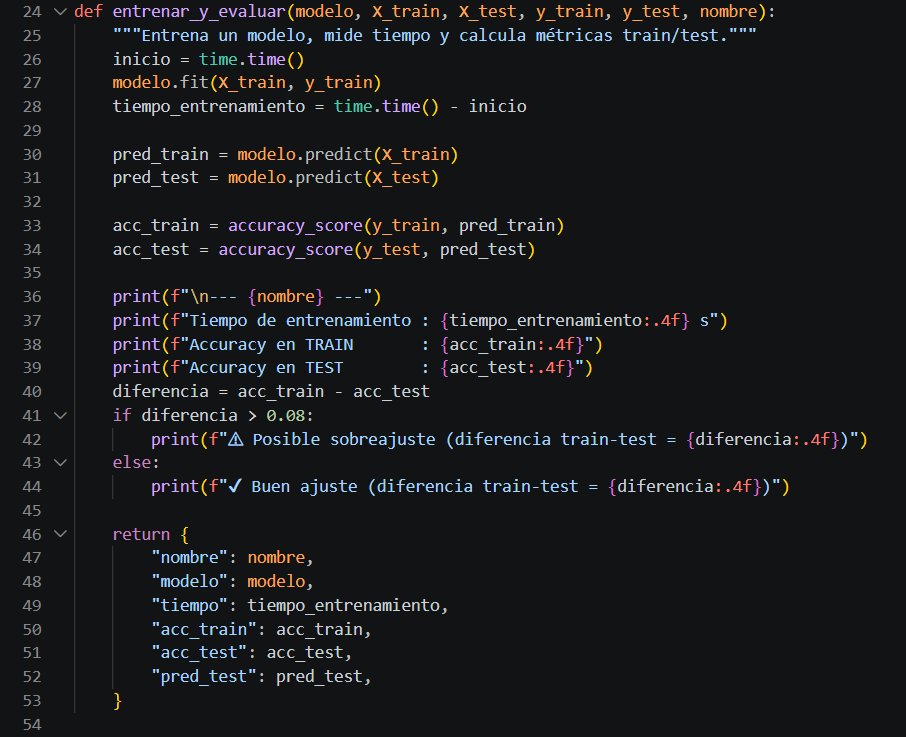 24 def entrenar_y_evaluar(modelo, X_train, X_test, y_train, y_test, nombre):
25     """Entrena un modelo, mide tiempo y calcula métricas train/test."""
26     inicio = time.time()
27     modelo.fit(X_train, y_train)
28     tiempo_entrenamiento = time.time() - inicio
29
30     pred_train = modelo.predict(X_train)
31     pred_test = modelo.predict(X_test)
32
33     acc_train = accuracy_score(y_train, pred_train)
34     acc_test = accuracy_score(y_test, pred_test)
35
36     print(f"\n--- {nombre} ---")
37     print(f"Tiempo de entrenamiento : {tiempo_entrenamiento:.4f} s")
38     print(f"Accuracy en TRAIN       : {acc_train:.4f}")
39     print(f"Accuracy en TEST        : {acc_test:.4f}")
40     diferencia = acc_train - acc_test
41     if diferencia > 0.08:
42         print(f"⚠ Posible sobreajuste (diferencia train-test = {diferencia:.4f})")
43     else:
44         print(f"✔ Buen ajuste (diferencia train-test = {diferencia:.4f})")
45
46     return {
47         "nombre": nombre,
48         "modelo": modelo,
49         "tiempo": tiempo_entrenamiento,
50         "acc_train": acc_train,
51         "acc_test": acc_test,
52         "pred_test": pred_test,
53     }
54